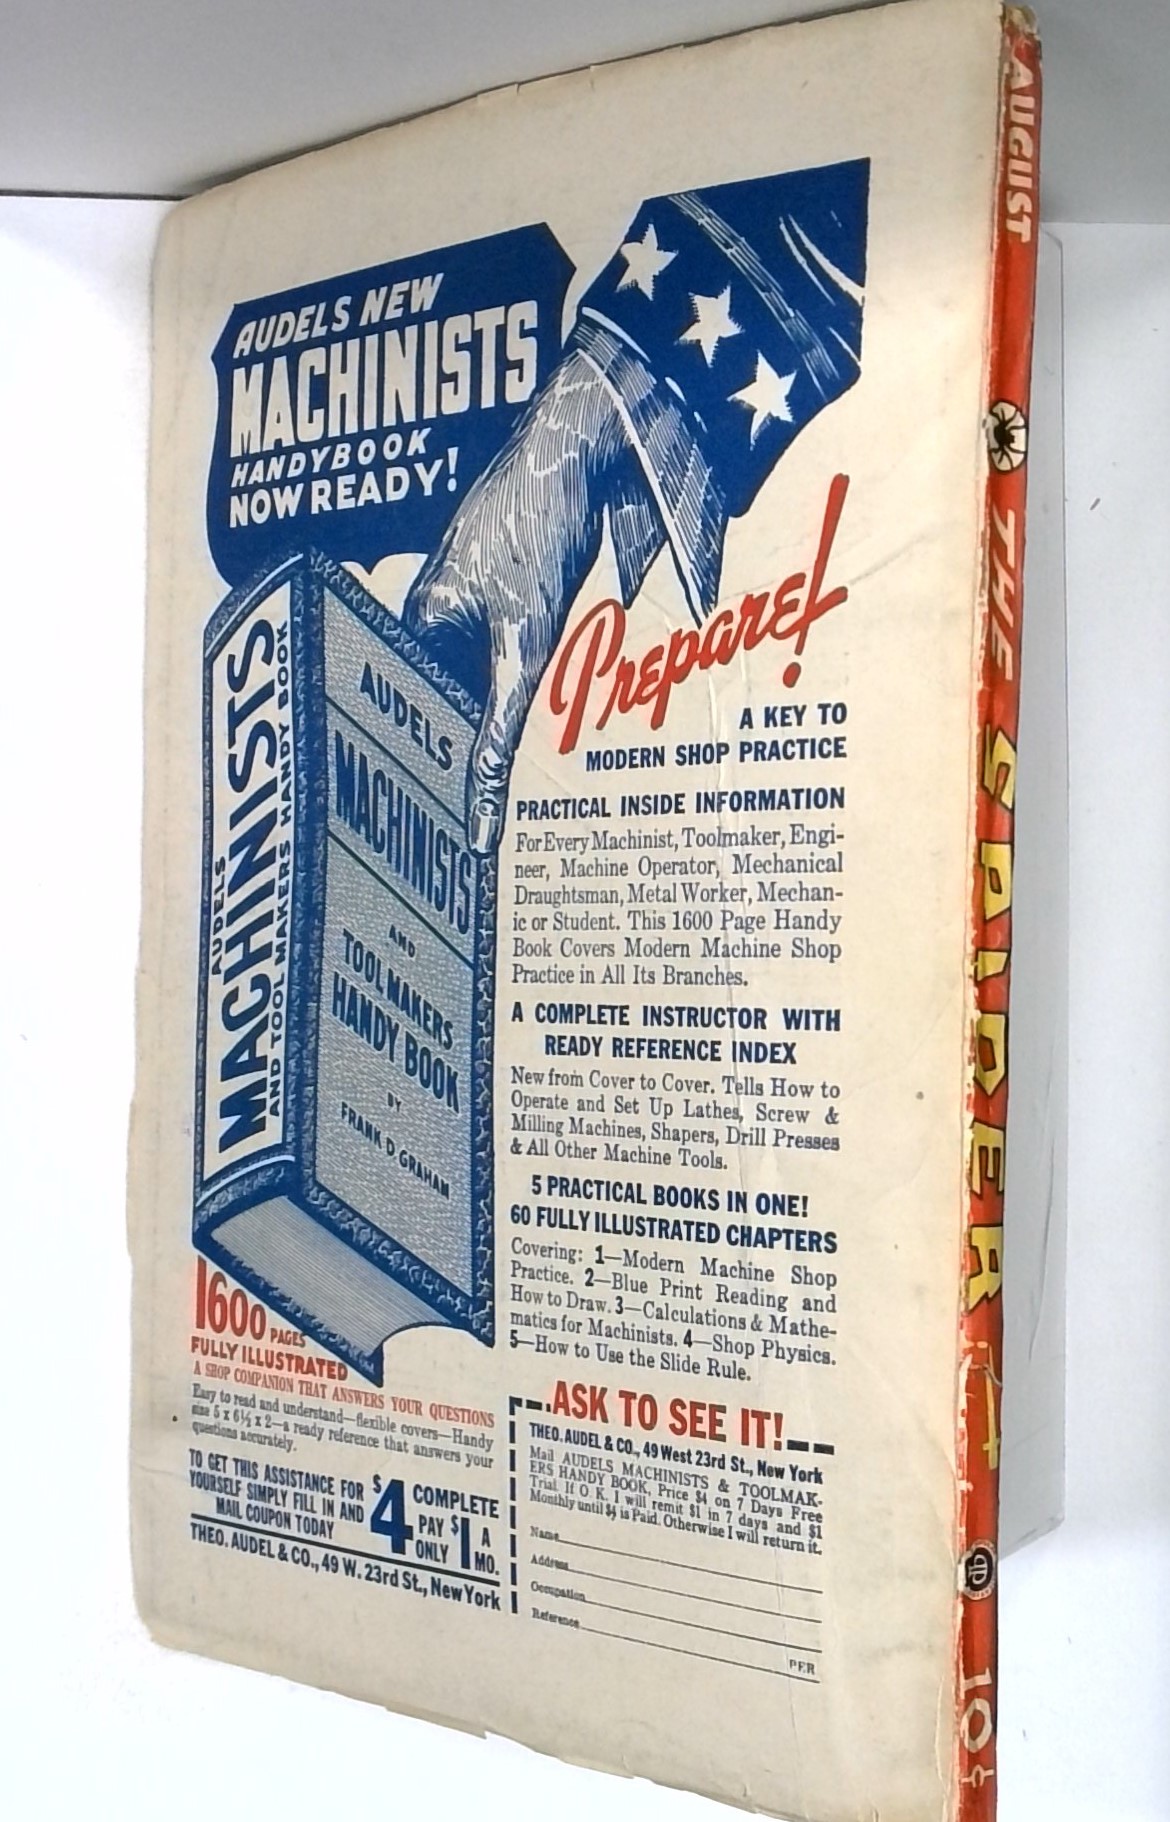 AUDELS NEW
MACHINISTS
HANDYBOOK
NOW READY!
AUDELS
MACHINISTS
AND TOOL MAKERS HANDY BOOK
AUDELS
MACHINISTS
AND
TOOL MAKERS
HANDY BOOK
BY
FRANK D. GRAHAM
Prepare!
A KEY TO
MODERN SHOP PRACTICE
PRACTICAL INSIDE INFORMATION
For Every Machinist, Toolmaker, Engi-
neer, Machine Operator, Mechanical
Draughtsman, Metal Worker, Mechan-
ic or Student. This 1600 Page Handy
Book Covers Modern Machine Shop
Practice in All Its Branches.
A COMPLETE INSTRUCTOR WITH
READY REFERENCE INDEX
New from Cover to Cover. Tells How to
Operate and Set Up Lathes, Screw &
Milling Machines, Shapers, Drill Presses
& All Other Machine Tools.
5 PRACTICAL BOOKS IN ONE!
60 FULLY ILLUSTRATED CHAPTERS
Covering: 1—Modern Machine Shop
Practice. 2—Blue Print Reading and
How to Draw. 3—Calculations & Mathe-
matics for Machinists. 4—Shop Physics.
5—How to Use the Slide Rule.
1600 PAGES
FULLY ILLUSTRATED
A SHOP COMPANION THAT ANSWERS YOUR QUESTIONS
Easy to read and understand—flexible covers—Handy
size 5 x 6½ x 2—a ready reference that answers your
questions accurately.
TO GET THIS ASSISTANCE FOR
YOURSELF SIMPLY FILL IN AND
MAIL COUPON TODAY
$4 COMPLETE
PAY ONLY $1 A MO.
THEO. AUDEL & CO., 49 W. 23rd St., New York
ASK TO SEE IT!
THEO. AUDEL & CO., 49 West 23rd St., New York
Mail AUDELS MACHINISTS & TOOLMAK-
ERS HANDY BOOK, Price $4 on 7 Days Free
Trial. If O. K. I will remit $1 in 7 days and $1
Monthly until $4 is Paid. Otherwise I will return it.
Name
Address
Occupation
Reference
PER
AUGUST
THE SPIDER
10¢